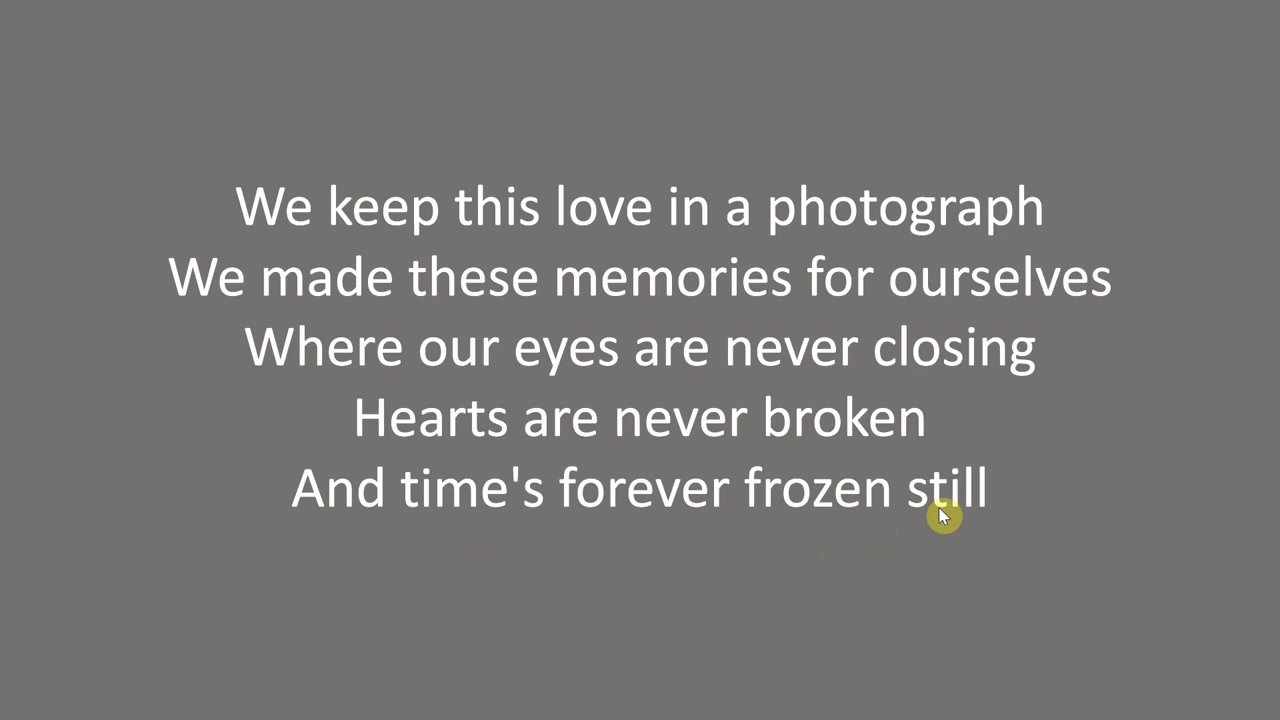 We keep this love in a photograph
We made these memories for ourselves
Where our eyes are never closing
Hearts are never broken
And time's forever frozen still